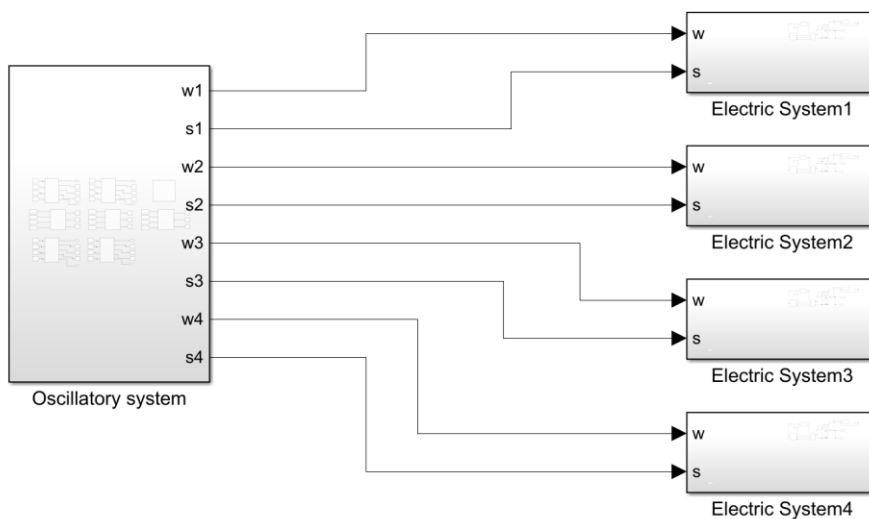 w1
s1
w2
s2
w3
s3
w4
s4
Oscillatory system
w
s
Electric System1
w
s
Electric System2
w
s
Electric System3
w
s
Electric System4